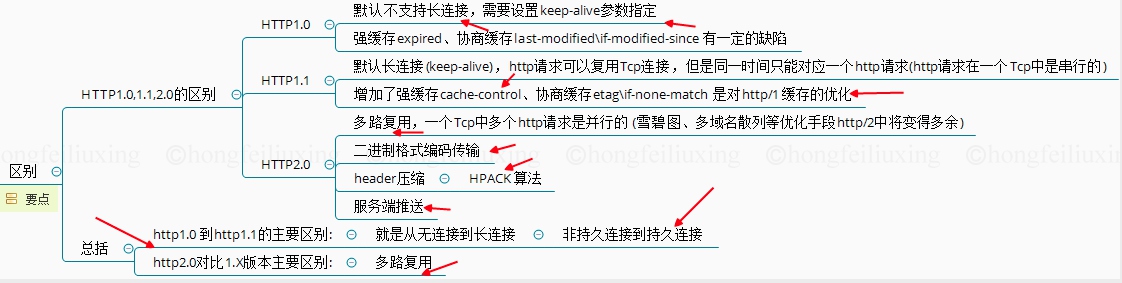 区别
要点
HTTP1.0,1.1,2.0的区别
HTTP1.0
默认不支持长连接，需要设置keep-alive参数指定
强缓存expired、协商缓存last-modified\if-modified-since 有一定的缺陷
HTTP1.1
默认长连接(keep-alive)，http请求可以复用Tcp连接，但是同一时间只能对应一个http请求(http请求在一个Tcp中是串行的)
增加了强缓存cache-control、协商缓存etag\if-none-match 是对http/1 缓存的优化
HTTP2.0
多路复用，一个Tcp中多个http请求是并行的 (雪碧图、多域名散列等优化手段http/2中将变得多余)
二进制格式编码传输
header压缩
HPACK算法
服务端推送
总括
http1.0 到http1.1的主要区别:
就是从无连接到长连接
非持久连接到持久连接
http2.0对比1.X版本主要区别:
多路复用
©hongfeiliuxing
©hongfeiliuxing